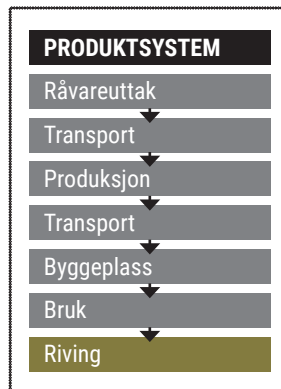 PRODUKTSYSTEM
Råvareuttak
Transport
Produksjon
Transport
Byggeplass
Bruk
Riving